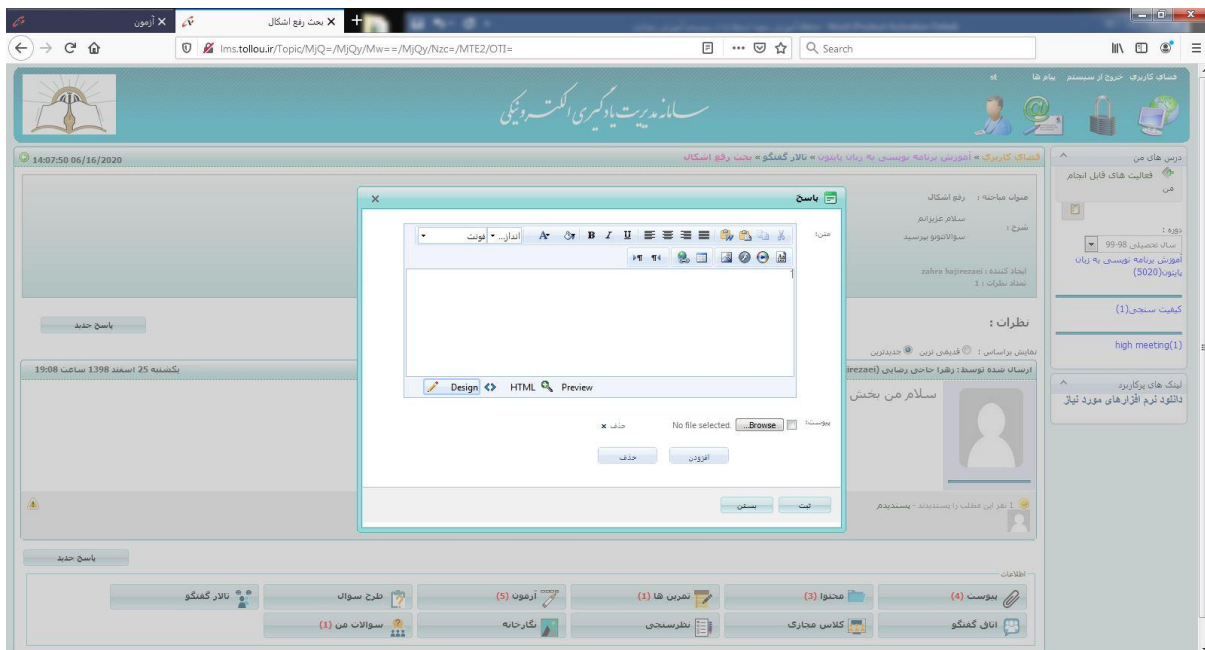 آزمون
بحث رفع اشکال
lms.tollou.ir/Topic/MjQ=/MjQy/Mw==/MjQy/Nzc=/MTE2/OTI=
Search
فضای کاربری خروج از سیستم پیام ها st
سامانه مدیریت یادگیری الکترونیکی
فضای کاربری » آموزش برنامه نویسی به زبان پایتون » تالار گفتگو » بحث رفع اشکال
14:07:50 06/16/2020
درس های من
فعالیت های قابل انجام من
دوره :
سال تحصیلی 98-99
آموزش برنامه نویسی به زبان پایتون(5020)
کیفیت سنجی(1)
high meeting(1)
لینک های پرکاربرد
دانلود نرم افزارهای مورد نیاز
عنوان مباحثه : رفع اشکال
شرح : سلام عزیزانم
سوالاتونو بپرسید
ایجاد کننده : zahra hajirezaei
تعداد نظرات : 1
پاسخ جدید
نظرات :
نمایش براساس : قدیمی ترین جدیدترین
ارسال شده توسط : زهرا حاجی رضایی (irezaei
یکشنبه 25 اسفند 1398 ساعت 19:08
سلام من بخش
1 نفر این مطلب را پسندیدند - پسندیدم
پاسخ
متن:
B I U انداز... فونت
1
Design HTML Preview
پیوست: Browse... No file selected. حذف
افزودن حذف
ثبت بستن
پاسخ جدید
اطلاعات
پیوست (4) محتوا (3) تمرین ها (1) آزمون (5) طرح سوال تالار گفتگو
اتاق گفتگو کلاس مجازی نظرسنجی نگارخانه سوالات من (1)